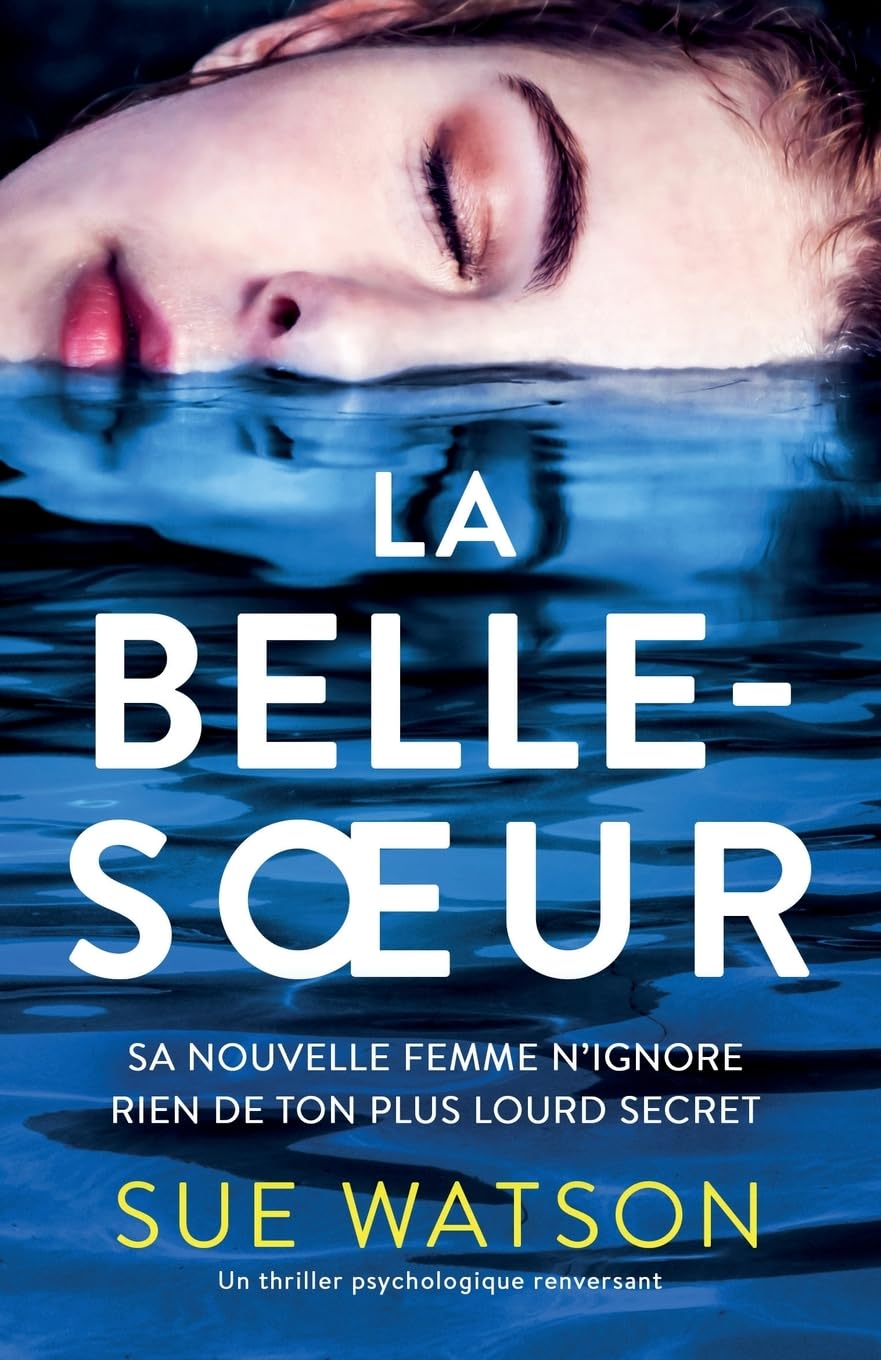 LA
BELLE-
SŒUR
SA NOUVELLE FEMME N'IGNORE
RIEN DE TON PLUS LOURD SECRET
SUE WATSON
Un thriller psychologique renversant